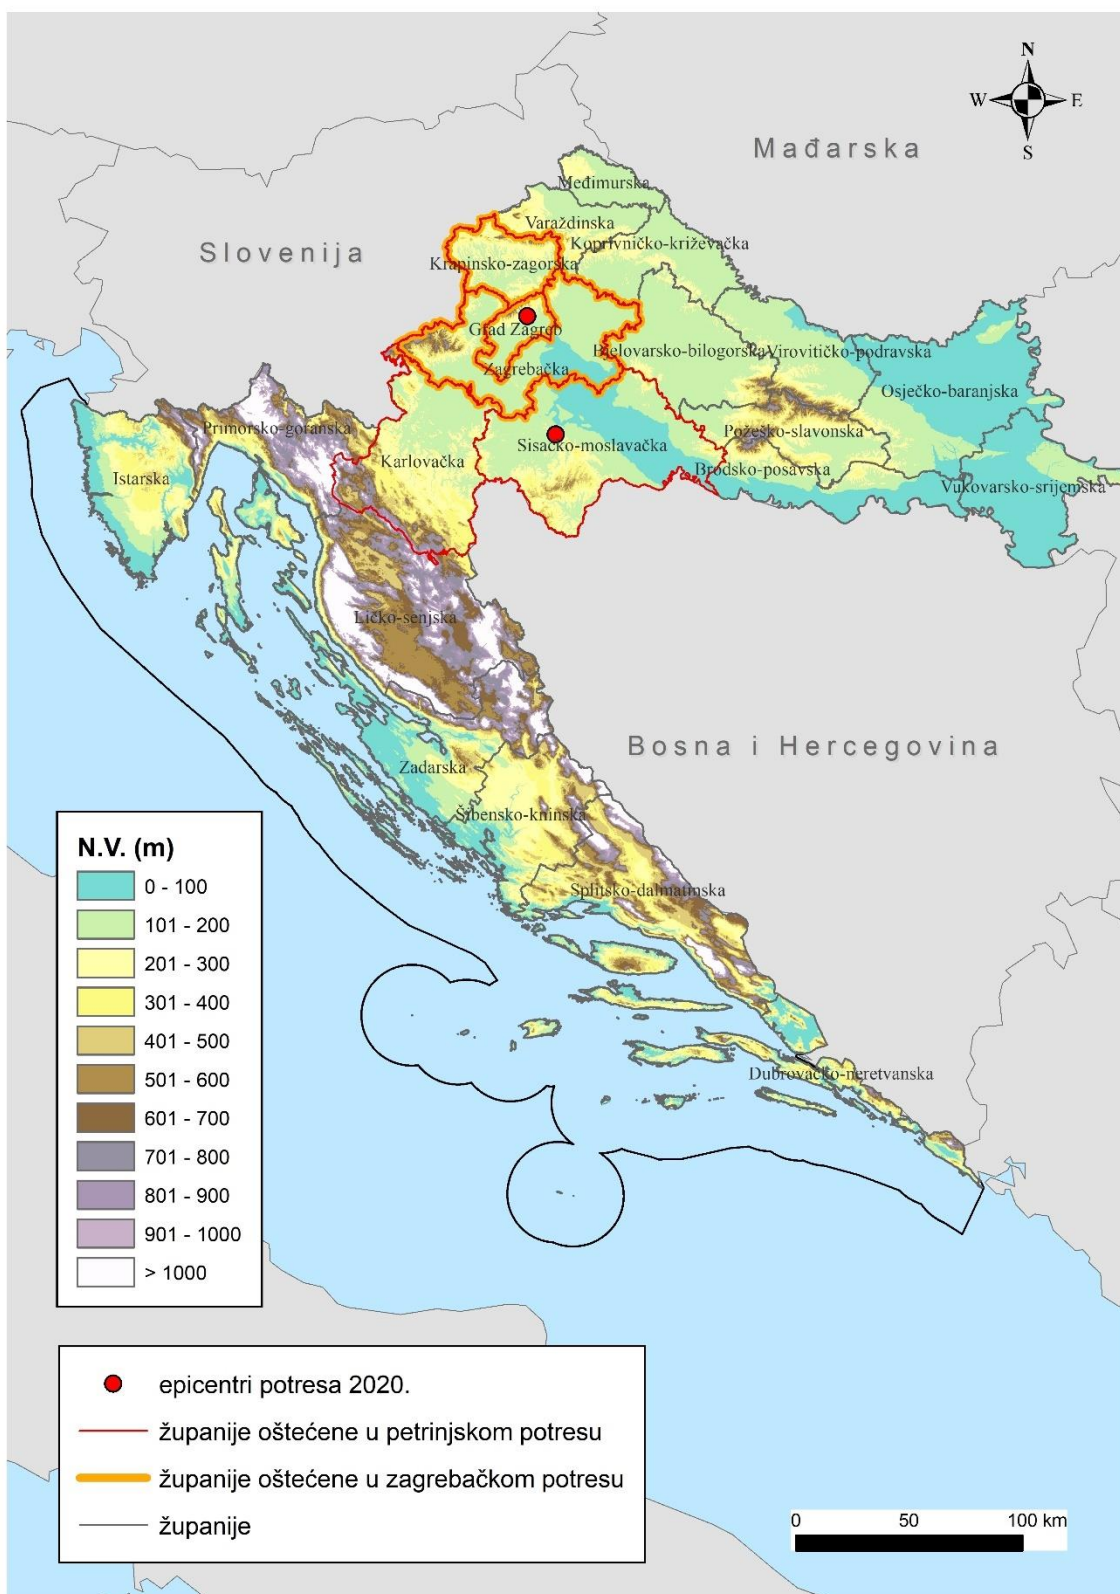 N
W E
S
Mađarska
Slovenija
Međimurska
Varaždinska
Koprivničko-križevačka
Krapinsko-zagorska
Grad Zagreb
Bjelovarsko-bilogorska
Virovitičko-podravska
Zagrebačka
Osječko-baranjska
Primorsko-goranska
Požeško-slavonska
Sisačko-moslavačka
Karlovačka
Brodsko-posavska
Istarska
Vukovarsko-srijemska
Ličko-senjska
Bosna i Hercegovina
Zadarska
Šibensko-kninska
Splitsko-dalmatinska
Dubrovačko-neretvanska
N.V. (m)
0 - 100
101 - 200
201 - 300
301 - 400
401 - 500
501 - 600
601 - 700
701 - 800
801 - 900
901 - 1000
> 1000
epicentri potresa 2020.
županije oštećene u petrinjskom potresu
županije oštećene u zagrebačkom potresu
županije
0 50 100 km